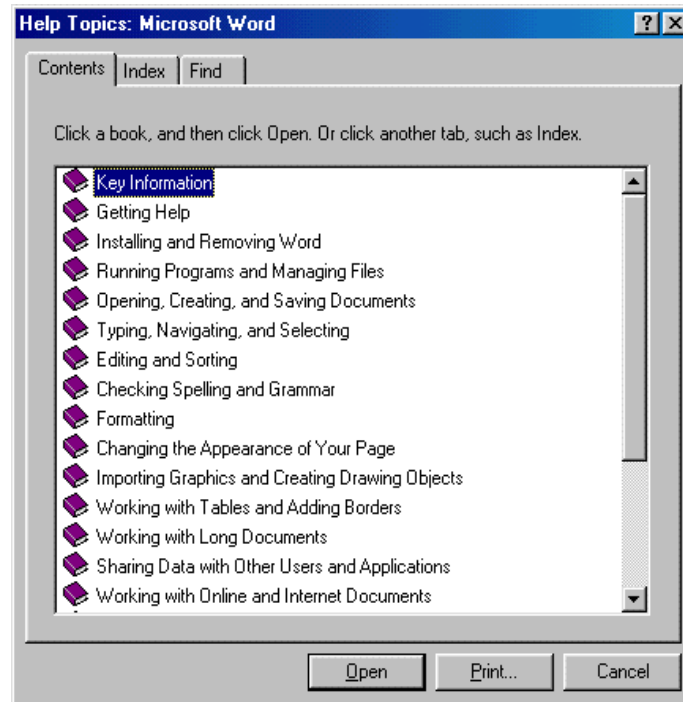 Help Topics: Microsoft Word
Contents Index Find
Click a book, and then click Open. Or click another tab, such as Index.
Key Information
Getting Help
Installing and Removing Word
Running Programs and Managing Files
Opening, Creating, and Saving Documents
Typing, Navigating, and Selecting
Editing and Sorting
Checking Spelling and Grammar
Formatting
Changing the Appearance of Your Page
Importing Graphics and Creating Drawing Objects
Working with Tables and Adding Borders
Working with Long Documents
Sharing Data with Other Users and Applications
Working with Online and Internet Documents
Open Print... Cancel